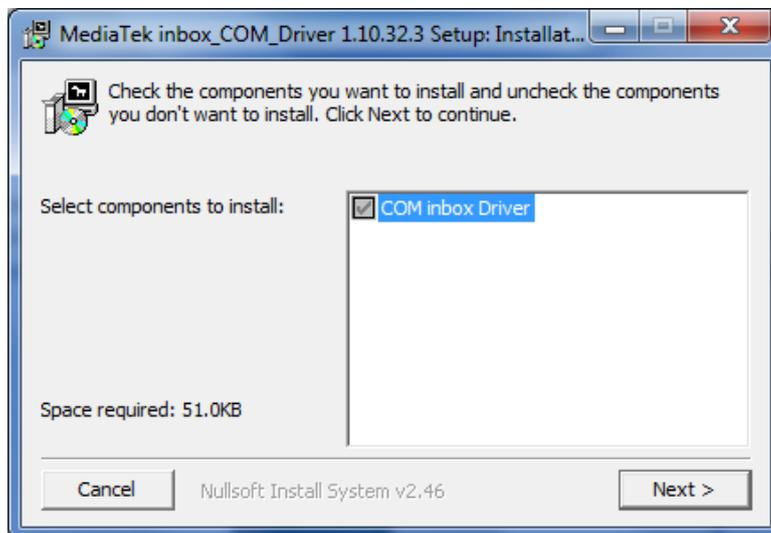 MediaTek inbox_COM_Driver 1.10.32.3 Setup: Installat...
Check the components you want to install and uncheck the components
you don't want to install. Click Next to continue.
Select components to install:
COM inbox Driver
Space required: 51.0KB
Cancel
Nullsoft Install System v2.46
Next >